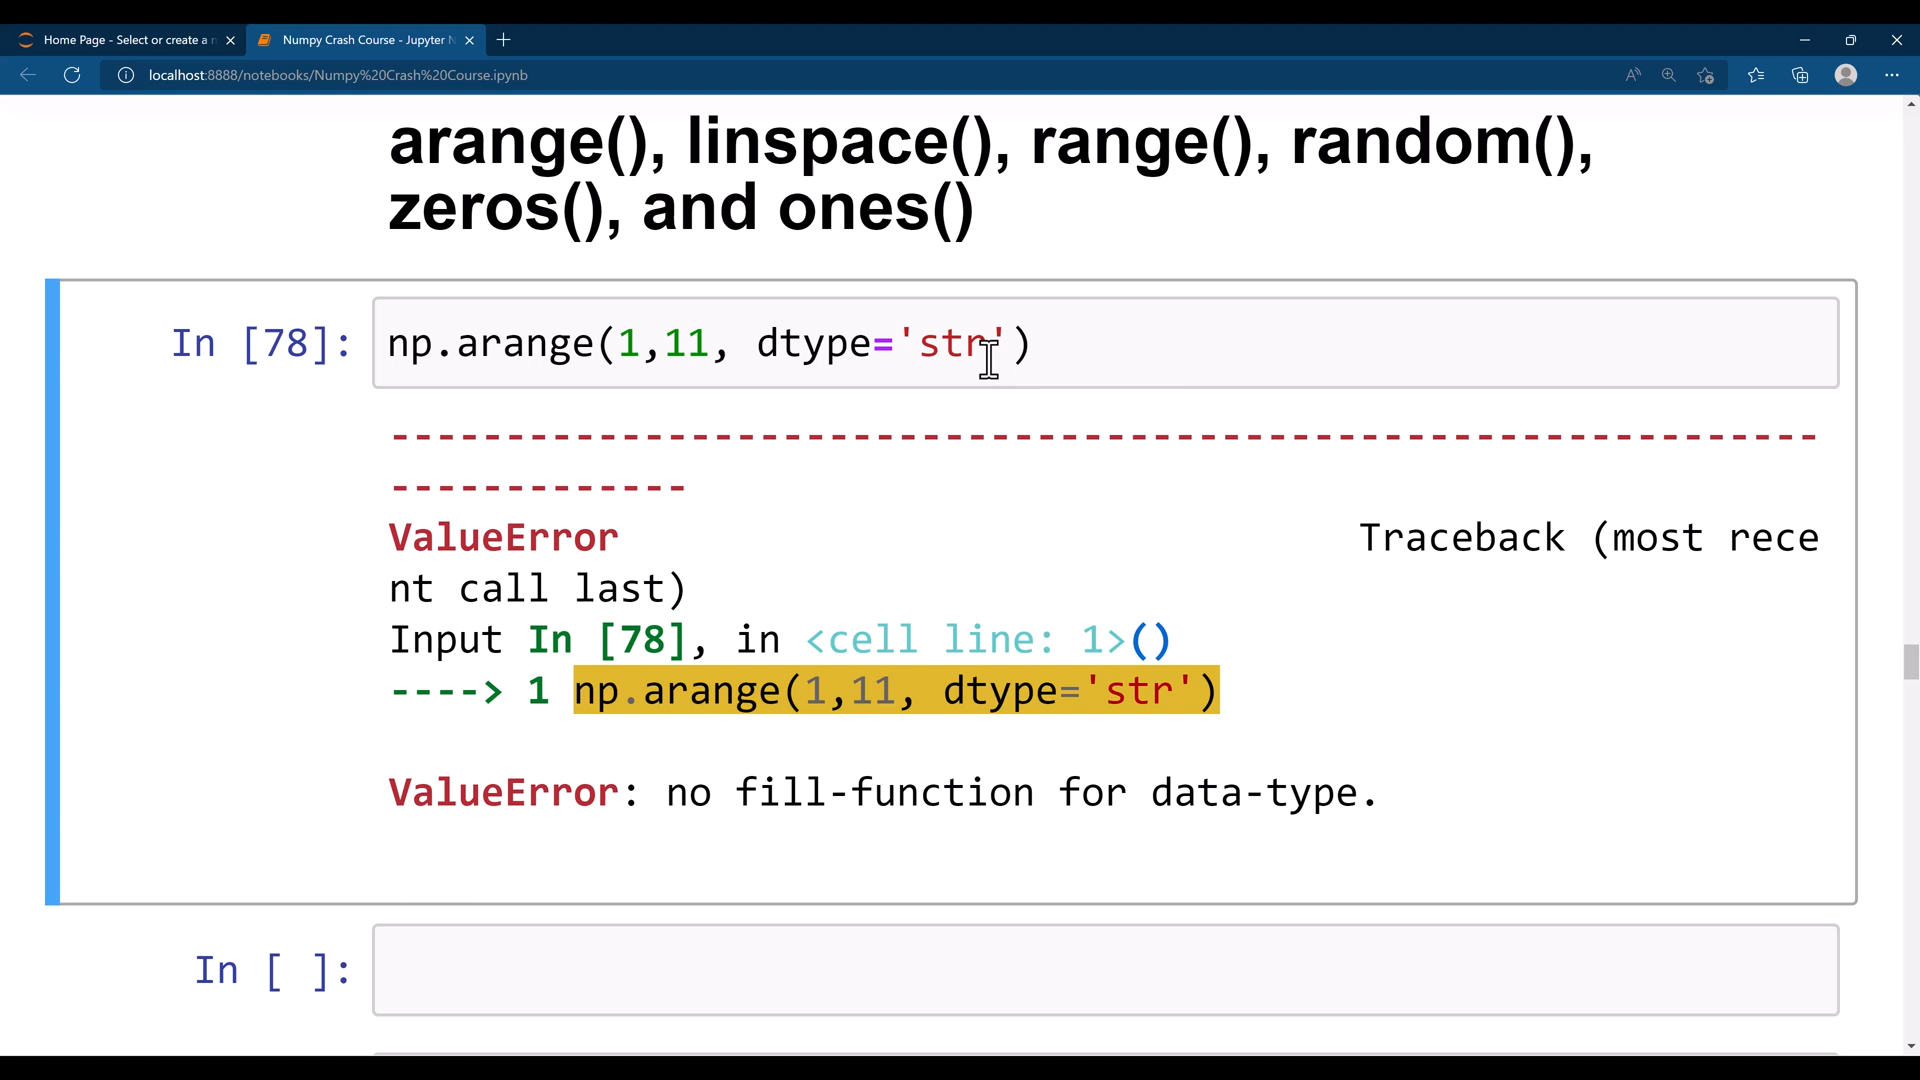 Home Page - Select or create a n
Numpy Crash Course - Jupyter N
localhost:8888/notebooks/Numpy%20Crash%20Course.ipynb
arange(), linspace(), range(), random(),
zeros(), and ones()
In [78]: np.arange(1,11, dtype='str')
---------------------------------------------------------------
-------------
ValueError Traceback (most rece
nt call last)
Input In [78], in <cell line: 1>()
----> 1 np.arange(1,11, dtype='str')
ValueError: no fill-function for data-type.
In [ ]: